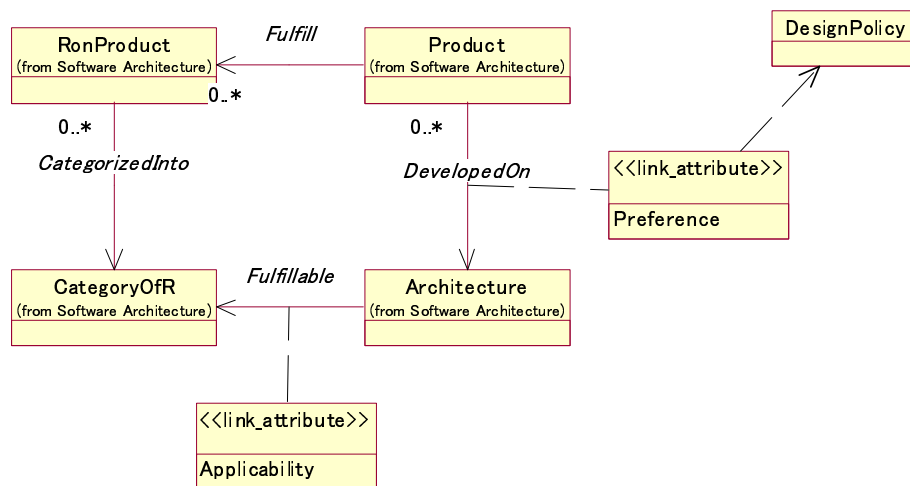 DesignPolicy
Fulfill
RonProduct
(from Software Architecture)
Product
(from Software Architecture)
0..*
0..*
0..*
CategorizedInto
DevelopedOn
<<link_attribute>>
Preference
Fulfillable
CategoryOfR
(from Software Architecture)
Architecture
(from Software Architecture)
<<link_attribute>>
Applicability